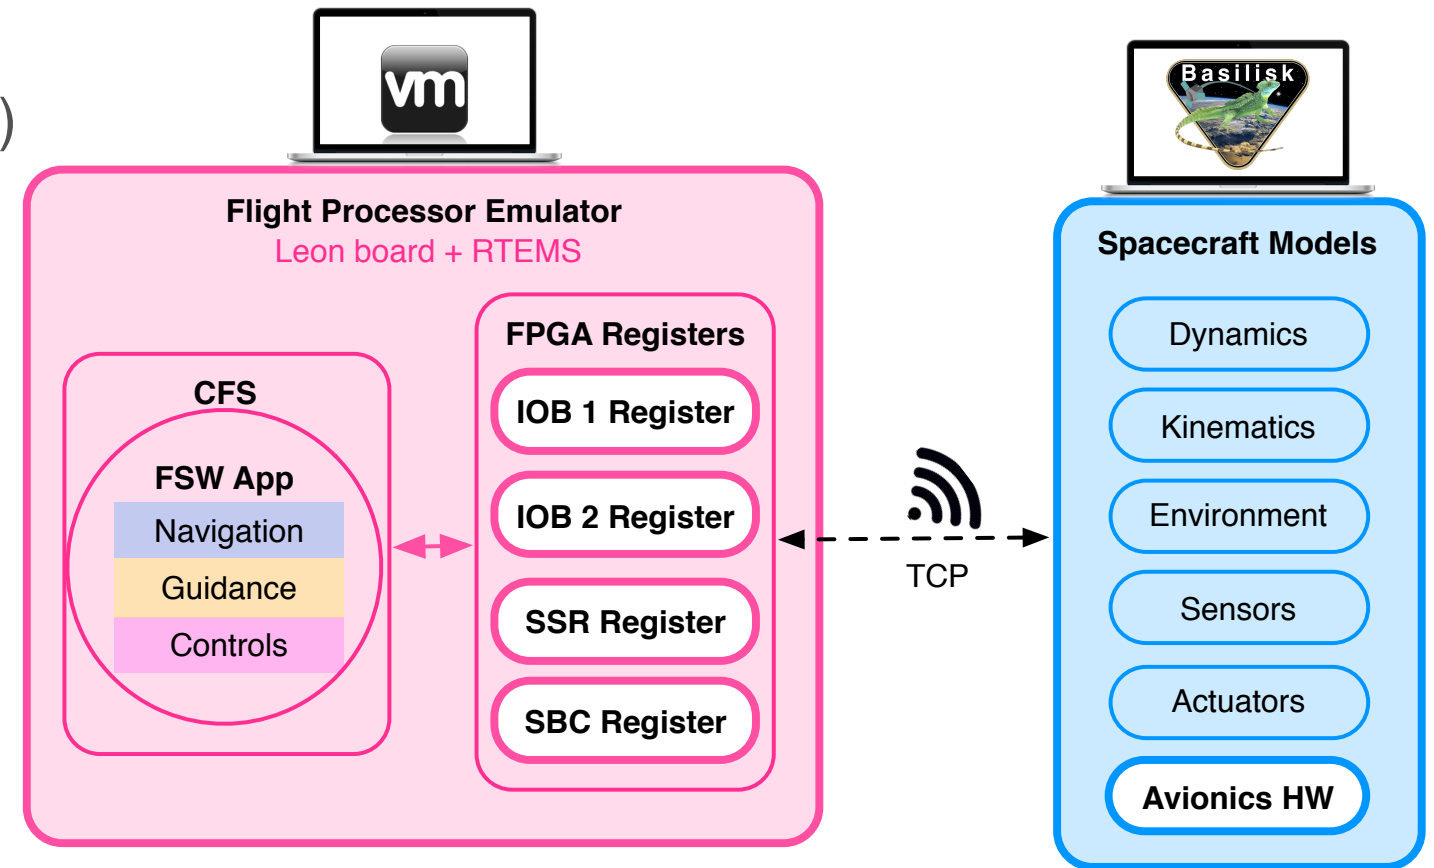 )
vm
Basilisk
Flight Processor Emulator
Leon board + RTEMS
CFS
FSW App
Navigation
Guidance
Controls
FPGA Registers
IOB 1 Register
IOB 2 Register
SSR Register
SBC Register
TCP
Spacecraft Models
Dynamics
Kinematics
Environment
Sensors
Actuators
Avionics HW